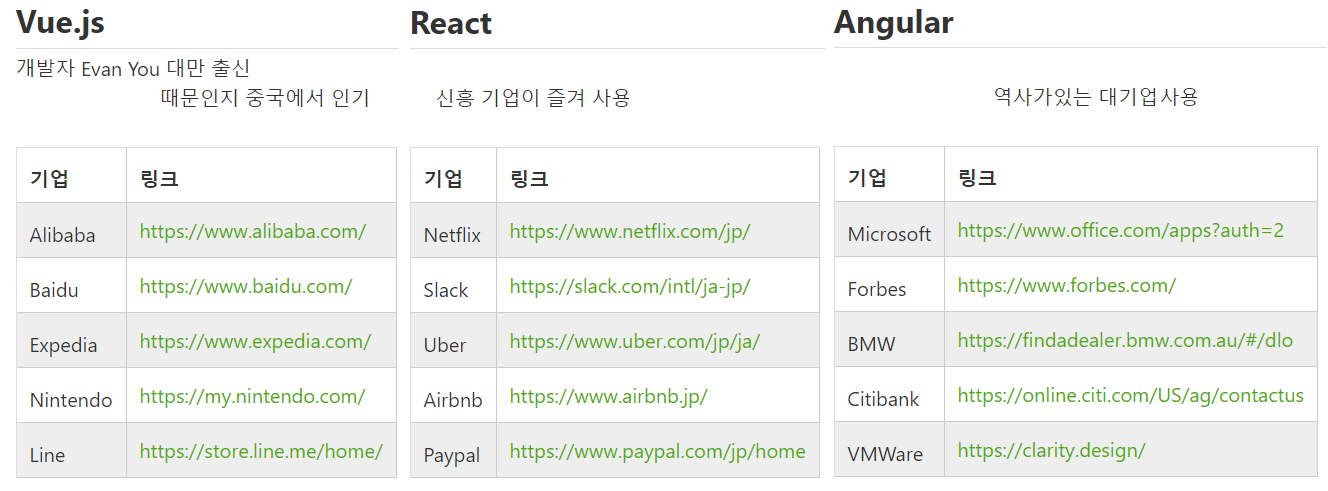 Vue.js
개발자 Evan You 대만 출신
때문인지 중국에서 인기
기업 링크
Alibaba https://www.alibaba.com/
Baidu https://www.baidu.com/
Expedia https://www.expedia.com/
Nintendo https://my.nintendo.com/
Line https://store.line.me/home/
React
신흥 기업이 즐겨 사용
기업 링크
Netflix https://www.netflix.com/jp/
Slack https://slack.com/intl/ja-jp/
Uber https://www.uber.com/jp/ja/
Airbnb https://www.airbnb.jp/
Paypal https://www.paypal.com/jp/home
Angular
역사가있는 대기업사용
기업 링크
Microsoft https://www.office.com/apps?auth=2
Forbes https://www.forbes.com/
BMW https://findadealer.bmw.com.au/#/dlo
Citibank https://online.citi.com/US/ag/contactus
VMWare https://clarity.design/